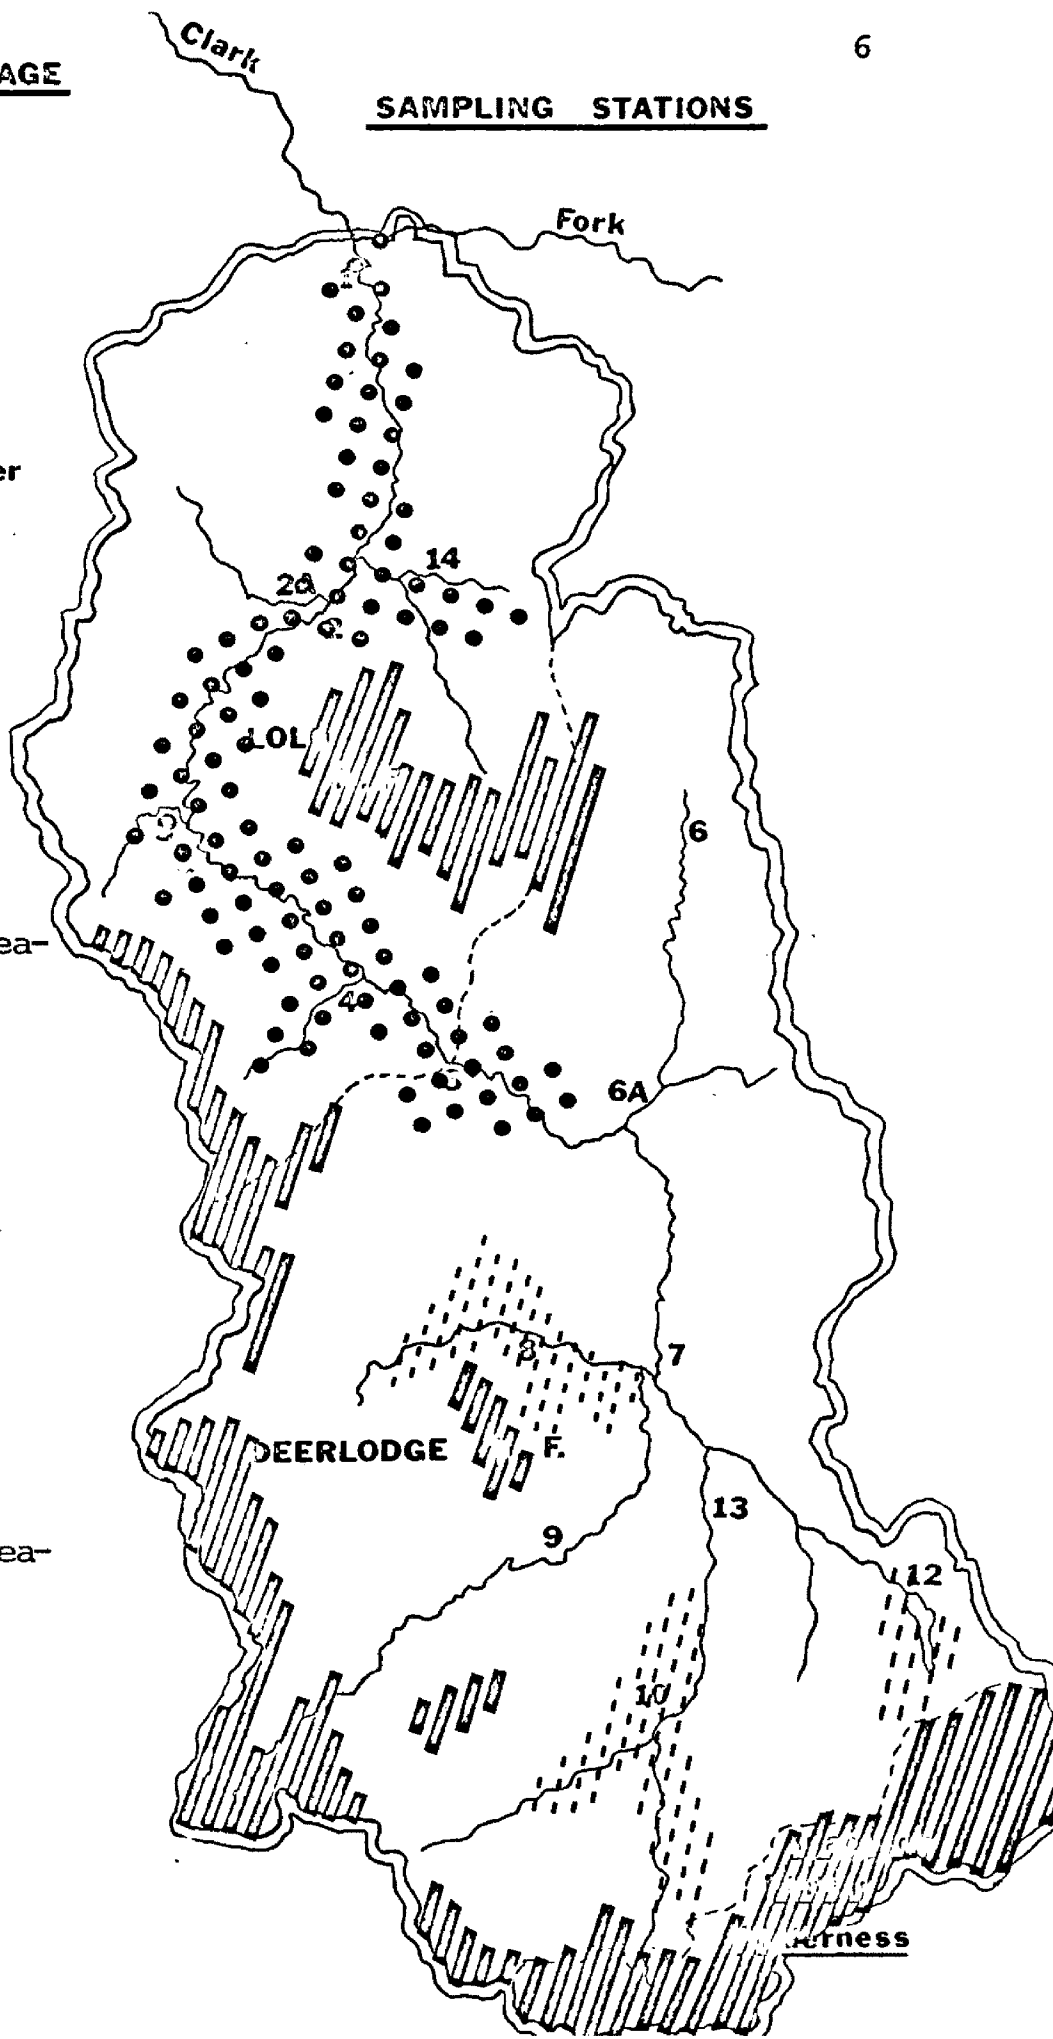 6
AGE
SAMPLING STATIONS
Clark
Fork
er
14
2A
2
LOL
6
ea-
4
6A
8
7
DEERLODGE
F.
13
9
ea-
12
10
erness